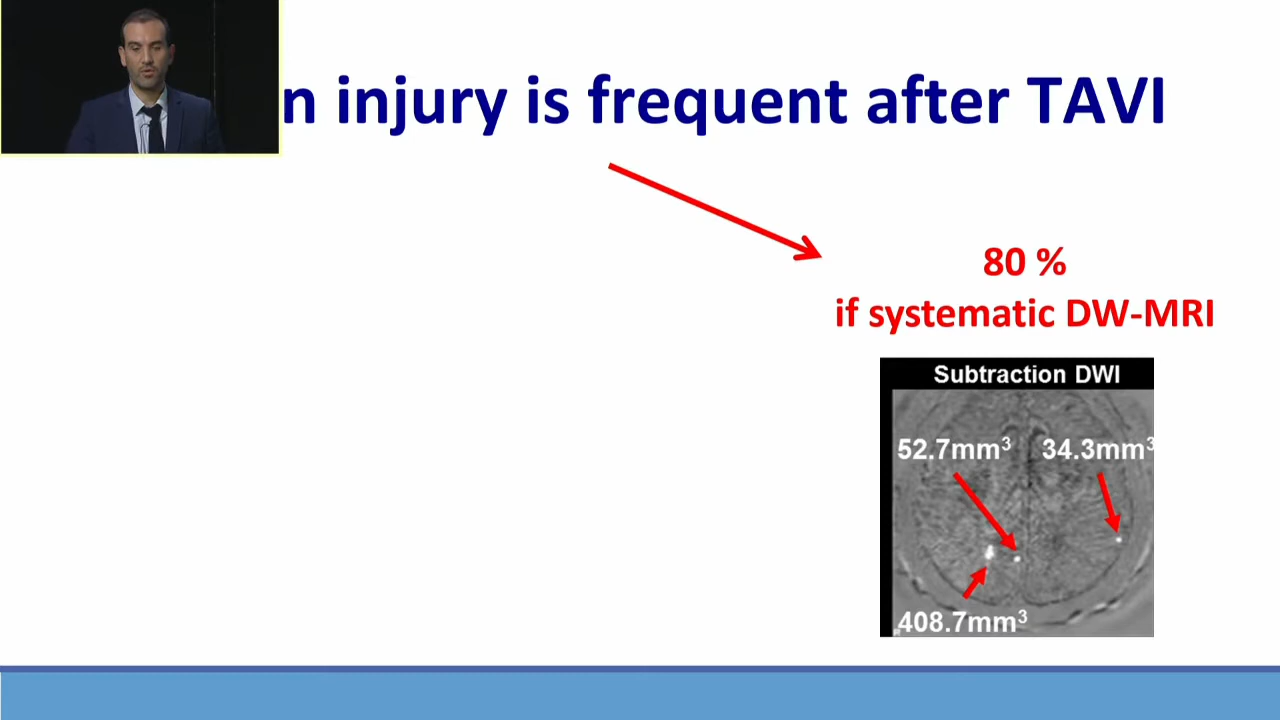 n injury is frequent after TAVI
80 %
if systematic DW-MRI
Subtraction DWI
52.7mm³ 34.3mm³
408.7mm³